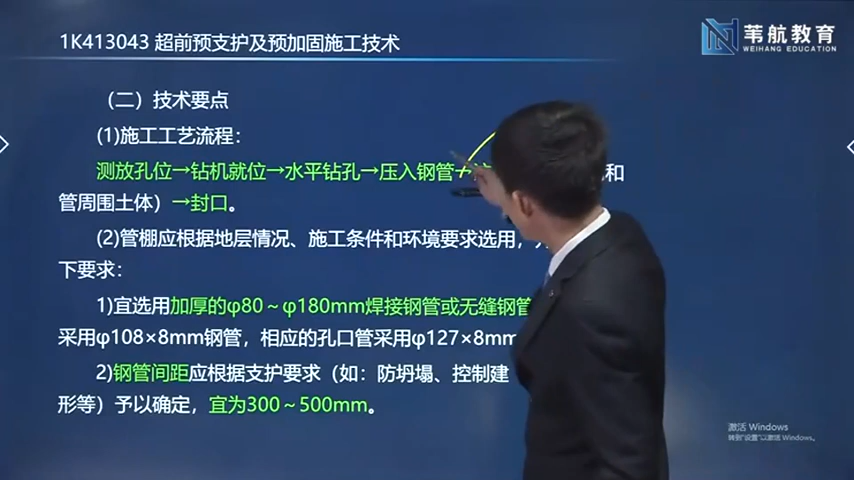 1K413043 超前预支护及预加固施工技术
苇航教育
WEIHANG EDUCATION
（二）技术要点
(1)施工工艺流程：
测放孔位→钻机就位→水平钻孔→压入钢管→
和
管周围土体）→封口。
(2)管棚应根据地层情况、施工条件和环境要求选用，
下要求：
1)宜选用加厚的φ80～φ180mm焊接钢管或无缝钢管
采用φ108×8mm钢管，相应的孔口管采用φ127×8mm
2)钢管间距应根据支护要求（如：防坍塌、控制建
形等）予以确定，宜为300～500mm。
激活 Windows
转到"设置"以激活 Windows。